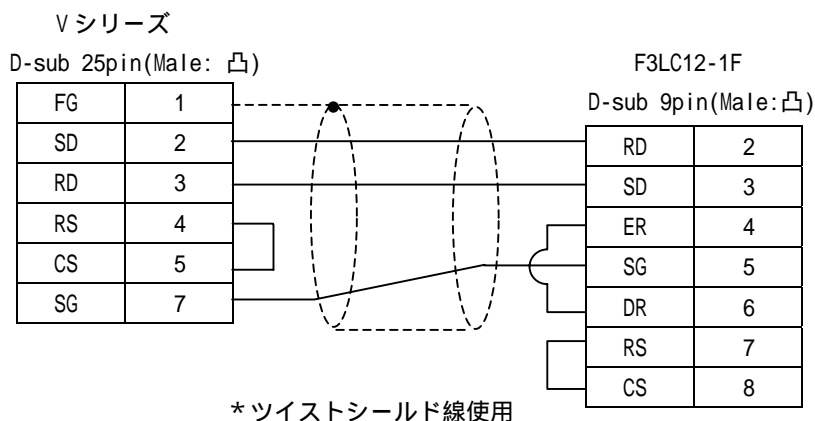 Vシリーズ
D-sub 25pin(Male: 凸)
FG 1
SD 2
RD 3
RS 4
CS 5
SG 7
F3LC12-1F
D-sub 9pin(Male:凸)
RD 2
SD 3
ER 4
SG 5
DR 6
RS 7
CS 8
*ツイストシールド線使用